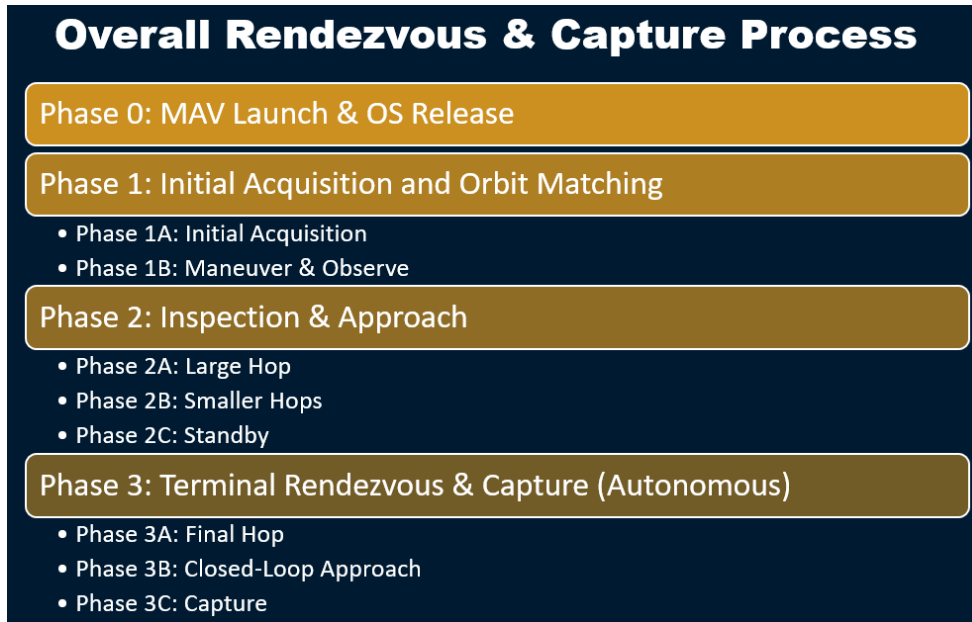 Overall Rendezvous & Capture Process
Phase 0: MAV Launch & OS Release
Phase 1: Initial Acquisition and Orbit Matching
• Phase 1A: Initial Acquisition
• Phase 1B: Maneuver & Observe
Phase 2: Inspection & Approach
• Phase 2A: Large Hop
• Phase 2B: Smaller Hops
• Phase 2C: Standby
Phase 3: Terminal Rendezvous & Capture (Autonomous)
• Phase 3A: Final Hop
• Phase 3B: Closed-Loop Approach
• Phase 3C: Capture